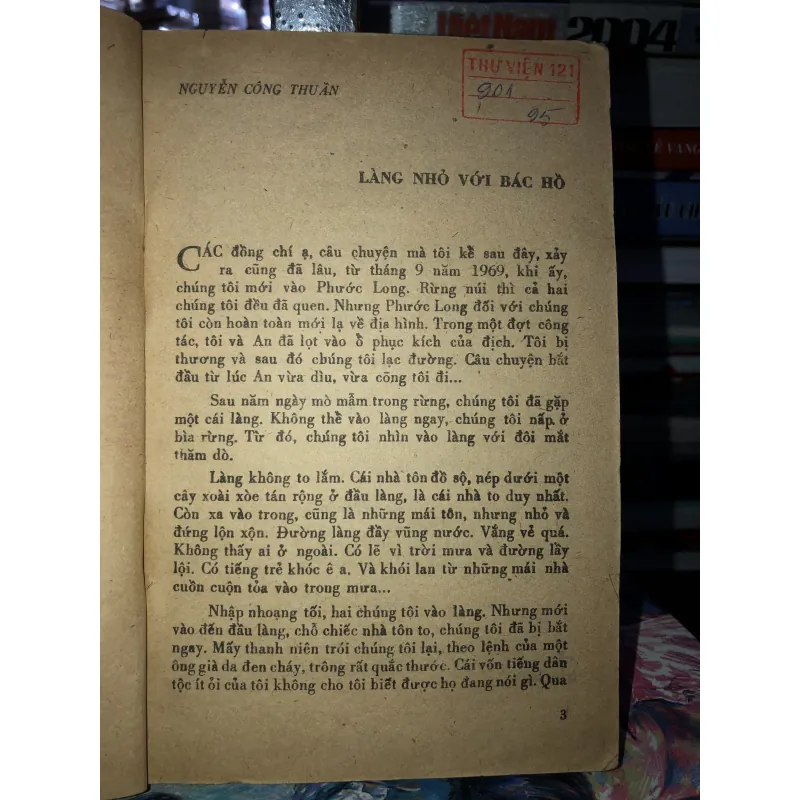 Việt Nam 2004
THƯ VIỆN 121
901
95
NGUYỄN CÔNG THUẦN
LÀNG NHỎ VỚI BÁC HỒ
CÁC đồng chí ạ, câu chuyện mà tôi kể sau đây, xảy
ra cũng đã lâu, từ tháng 9 năm 1969, khi ấy,
chúng tôi mới vào Phước Long. Rừng núi thì cả hai
chúng tôi đều đã quen. Nhưng Phước Long đối với chúng
tôi còn hoàn toàn mới lạ về địa hình. Trong một đợt công
tác, tôi và An đã lọt vào ổ phục kích của địch. Tôi bị
thương và sau đó chúng tôi lạc đường. Câu chuyện bắt
đầu từ lúc An vừa dìu, vừa cõng tôi đi...
Sau năm ngày mò mẫm trong rừng, chúng tôi đã gặp
một cái làng. Không thể vào làng ngay, chúng tôi nấp ở
bìa rừng. Từ đó, chúng tôi nhìn vào làng với đôi mắt
thăm dò.
Làng không to lắm. Cái nhà tôn đồ sộ, nép dưới một
cây xoài xòe tán rộng ở đầu làng, là cái nhà to duy nhất.
Còn xa vào trong, cũng là những mái tôn, nhưng nhỏ và
đứng lộn xộn. Đường làng đầy vũng nước. Vắng vẻ quá.
Không thấy ai ở ngoài. Có lẽ vì trời mưa và đường lầy
lội. Có tiếng trẻ khóc ê a. Và khói lan từ những mái nhà
cuồn cuộn tỏa vào trong mưa...
Nhập nhoạng tối, hai chúng tôi vào làng. Nhưng mới
vào đến đầu làng, chỗ chiếc nhà tôn to, chúng tôi đã bị bắt
ngay. Mấy thanh niên trói chúng tôi lại, theo lệnh của một
ông già da đen cháy, trông rất quắc thước. Cái vốn tiếng dân
tộc ít ỏi của tôi không cho tôi biết được họ đang nói gì. Qua
3